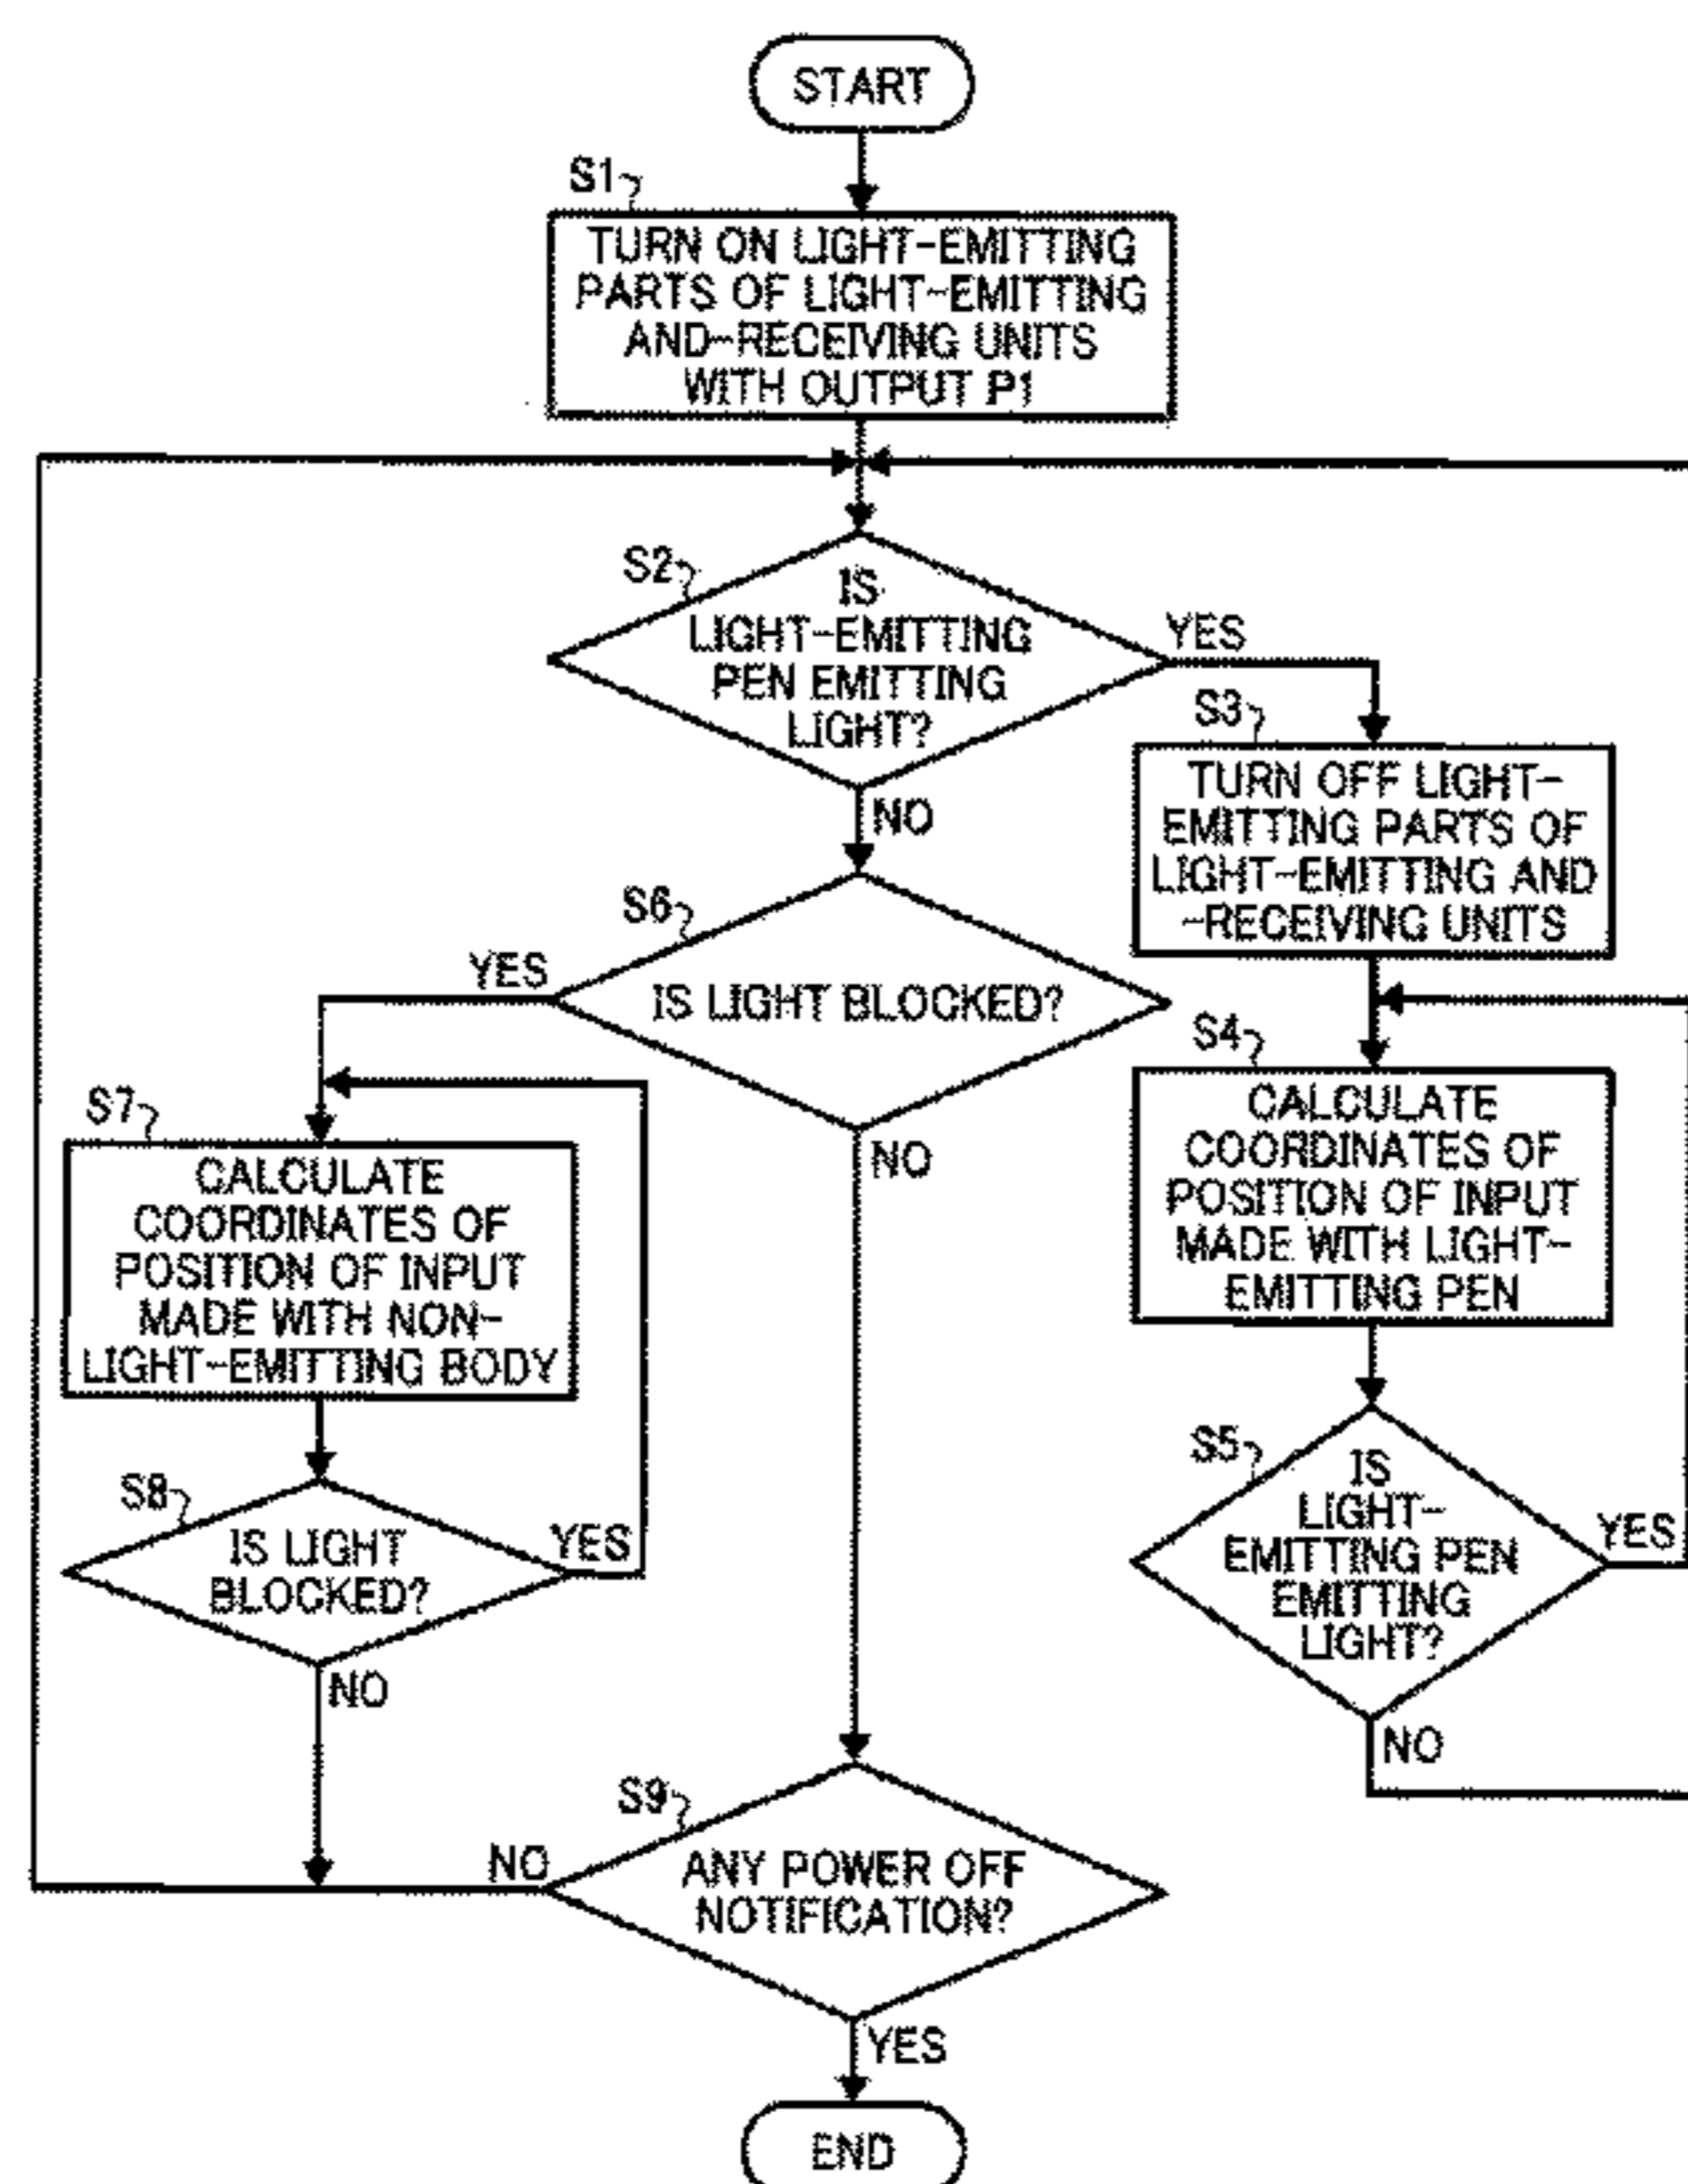 START
S1
TURN ON LIGHT-EMITTING
PARTS OF LIGHT-EMITTING
AND-RECEIVING UNITS
WITH OUTPUT P1
S2
IS
LIGHT-EMITTING
PEN EMITTING
LIGHT?
YES
NO
S3
TURN OFF LIGHT-
EMITTING PARTS OF
LIGHT-EMITTING AND
-RECEIVING UNITS
S6
IS LIGHT BLOCKED?
YES
NO
S4
CALCULATE
COORDINATES OF
POSITION OF INPUT
MADE WITH LIGHT-
EMITTING PEN
S7
CALCULATE
COORDINATES OF
POSITION OF INPUT
MADE WITH NON-
LIGHT-EMITTING BODY
S5
IS
LIGHT-
EMITTING PEN
EMITTING
LIGHT?
YES
NO
S8
IS LIGHT
BLOCKED?
YES
NO
S9
ANY POWER OFF
NOTIFICATION?
NO
YES
END